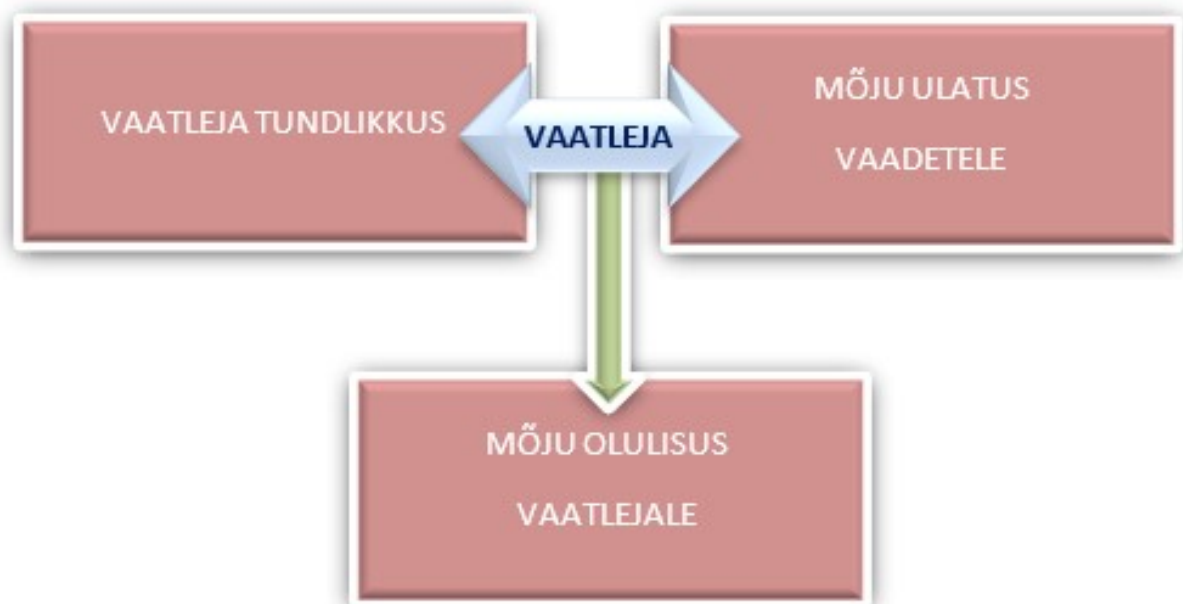 VAATLEJA TUNDLIKKUS
VAATLEJA
MÕJU ULATUS
VAADETELE
MÕJU OLULISUS
VAATLEJALE